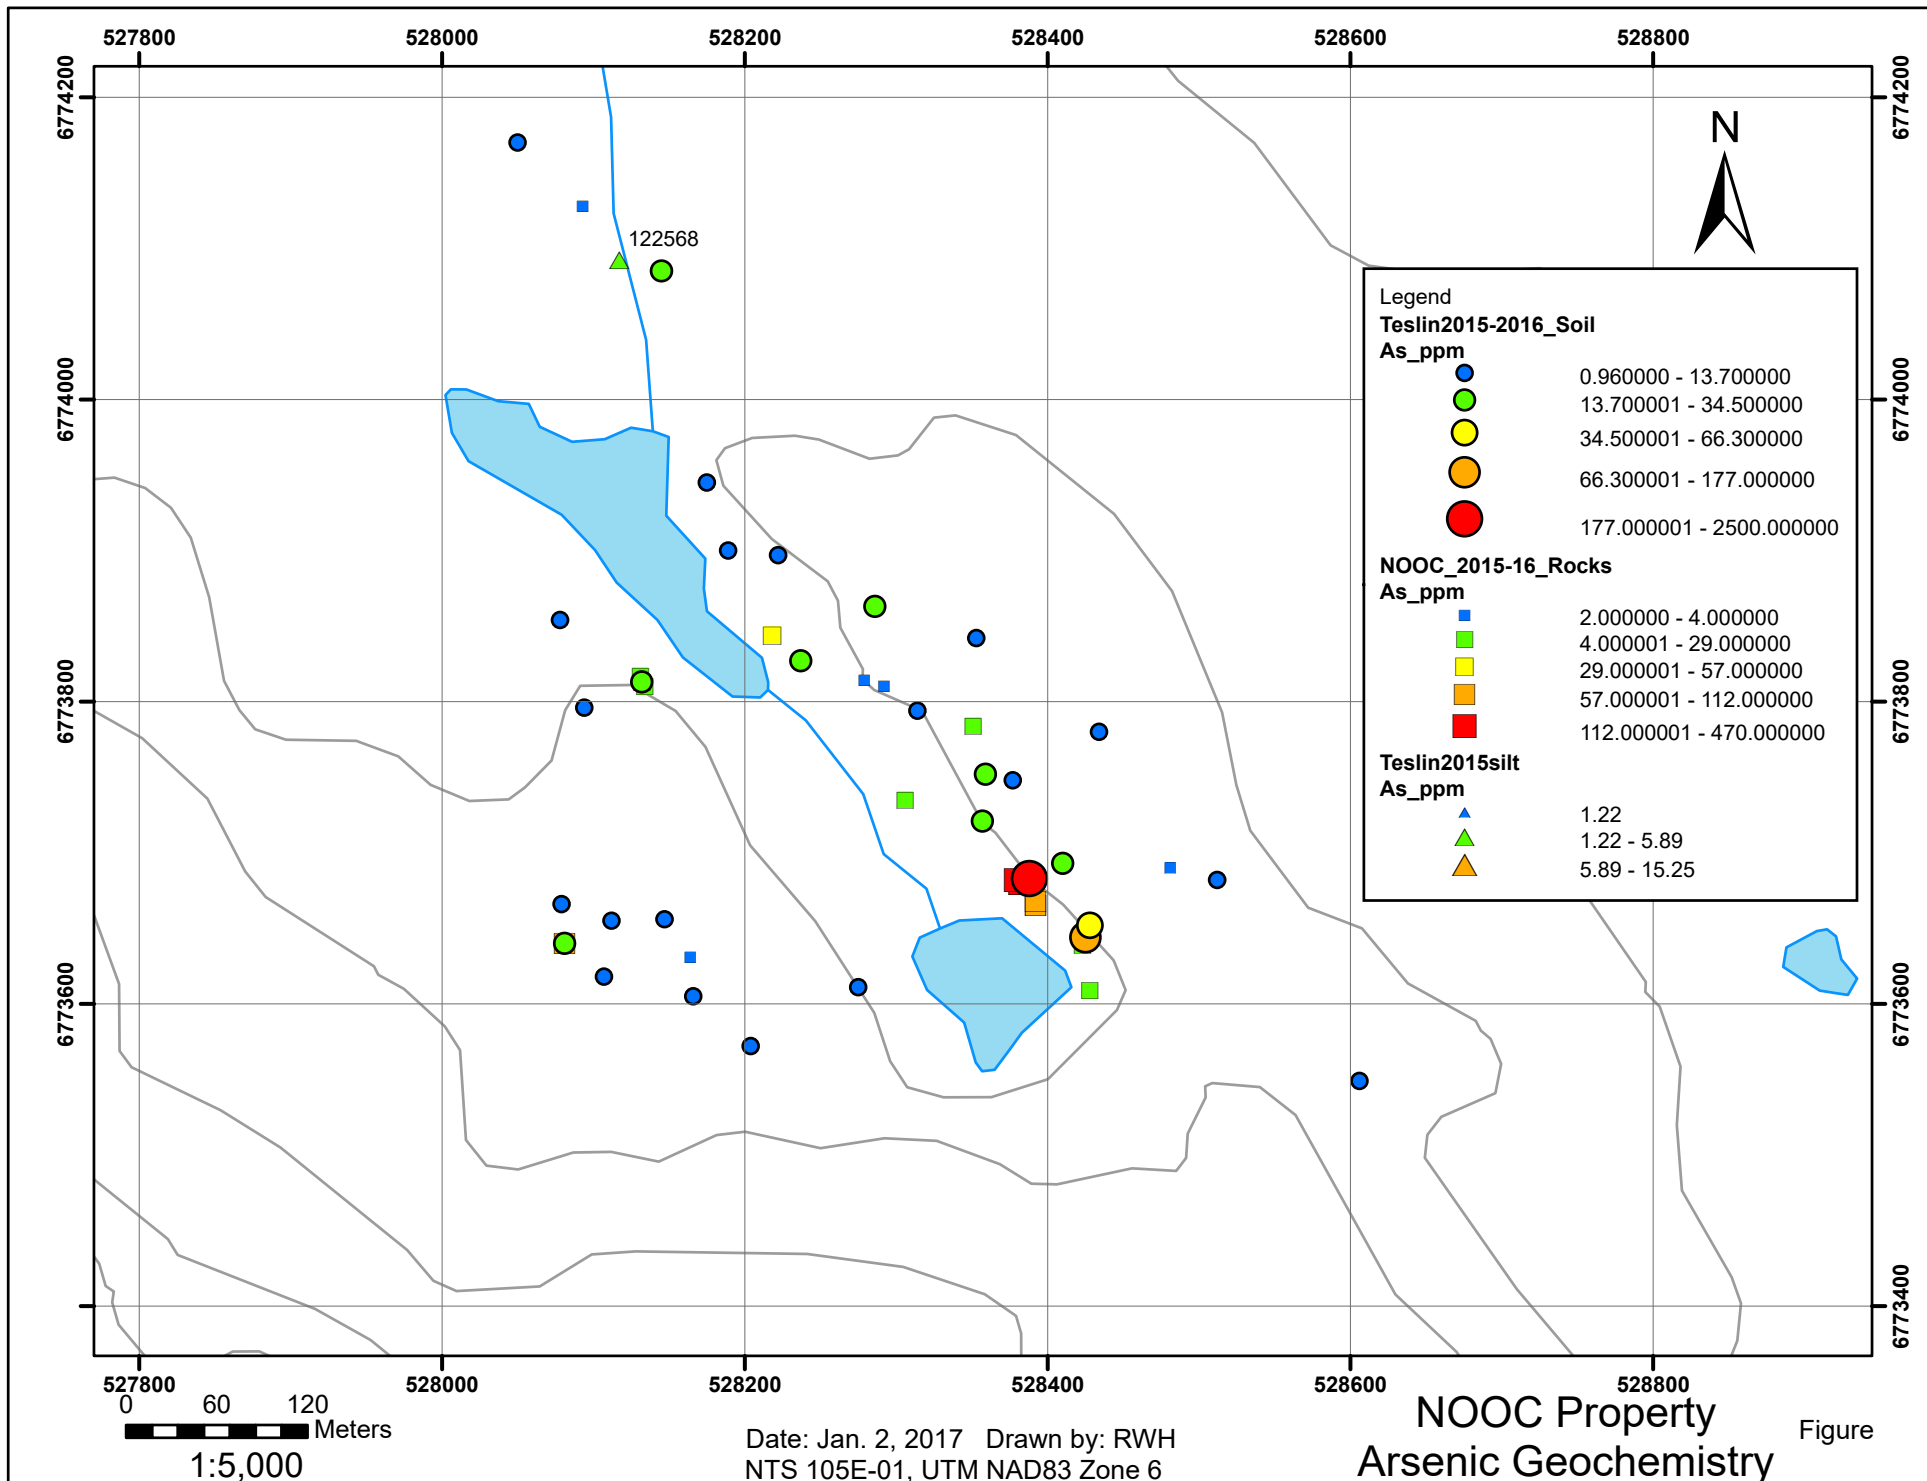 527800 528000 528200 528400 528600 528800
6774200 6774200
N
122568
Legend
Teslin2015-2016_Soil
As_ppm
0.960000 - 13.700000
13.700001 - 34.500000
34.500001 - 66.300000
66.300001 - 177.000000
177.000001 - 2500.000000
NOOC_2015-16_Rocks
As_ppm
2.000000 - 4.000000
4.000001 - 29.000000
29.000001 - 57.000000
57.000001 - 112.000000
112.000001 - 470.000000
Teslin2015silt
As_ppm
1.22
1.22 - 5.89
5.89 - 15.25
6774000 6774000
6773800 6773800
6773600 6773600
6773400
527800 528000 528200 528400 528600 528800
0 60 120
Meters
1:5,000
Date: Jan. 2, 2017 Drawn by: RWH
NTS 105E-01, UTM NAD83 Zone 6
NOOC Property
Arsenic Geochemistry
Figure